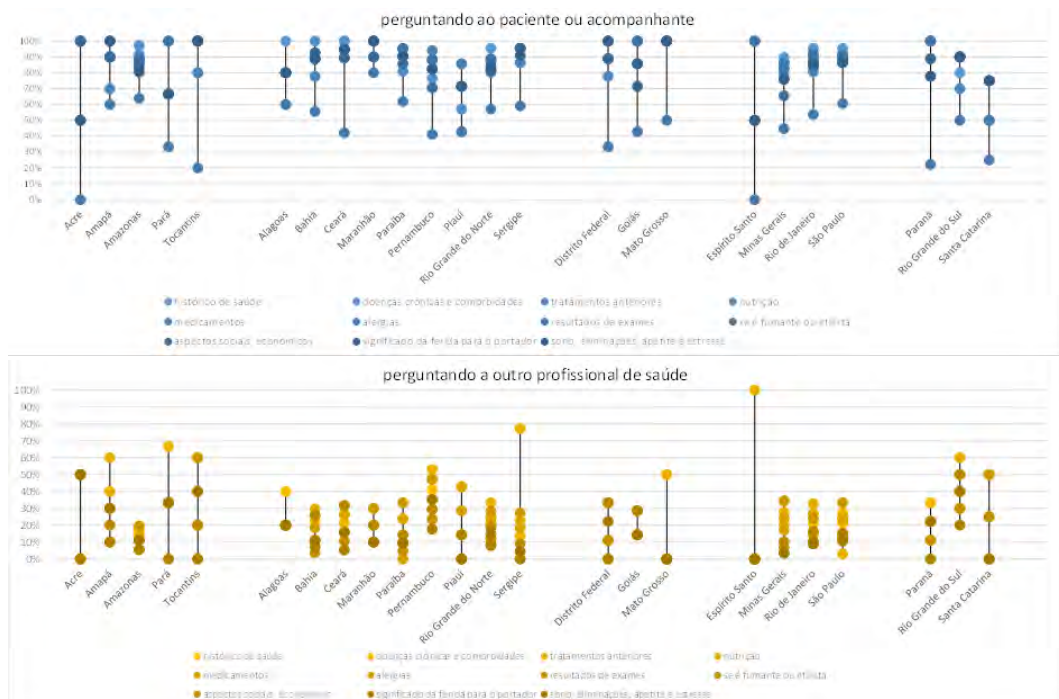 perguntando ao paciente ou acompanhante
100%
90%
80%
70%
60%
50%
40%
30%
20%
10%
0%
Acre
Amapá
Amazonas
Pará
Tocantins
Alagoas
Bahia
Ceará
Maranhão
Paraíba
Pernambuco
Piauí
Rio Grande do Norte
Sergipe
Distrito Federal
Goiás
Mato Grosso
Espírito Santo
Minas Gerais
Rio de Janeiro
São Paulo
Paraná
Rio Grande do Sul
Santa Catarina
histórico de saúde doenças crônicas e comorbidades tratamentos anteriores nutrição
medicamentos alergias resultados de exames se é fumante ou etilista
aspectos sociais, econômicos significado da ferida para o portador sono, eliminações, apetite e estresse
perguntando a outro profissional de saúde
100%
90%
80%
70%
60%
50%
40%
30%
20%
10%
0%
Acre
Amapá
Amazonas
Pará
Tocantins
Alagoas
Bahia
Ceará
Maranhão
Paraíba
Pernambuco
Piauí
Rio Grande do Norte
Sergipe
Distrito Federal
Goiás
Mato Grosso
Espírito Santo
Minas Gerais
Rio de Janeiro
São Paulo
Paraná
Rio Grande do Sul
Santa Catarina
histórico de saúde doenças crônicas e comorbidades tratamentos anteriores nutrição
medicamentos alergias resultados de exames se é fumante ou etilista
aspectos sociais, econômicos significado da ferida para o portador sono, eliminações, apetite e estresse